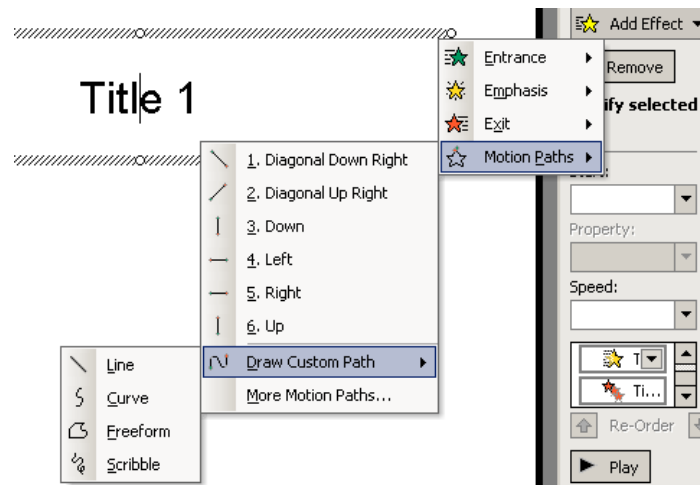 Add Effect
Remove
ify selected
Title 1
Entrance
Emphasis
Exit
Motion Paths
1. Diagonal Down Right
2. Diagonal Up Right
3. Down
4. Left
5. Right
6. Up
Draw Custom Path
More Motion Paths...
Line
Curve
Freeform
Scribble
Property:
Speed:
T
Ti...
Re-Order
Play